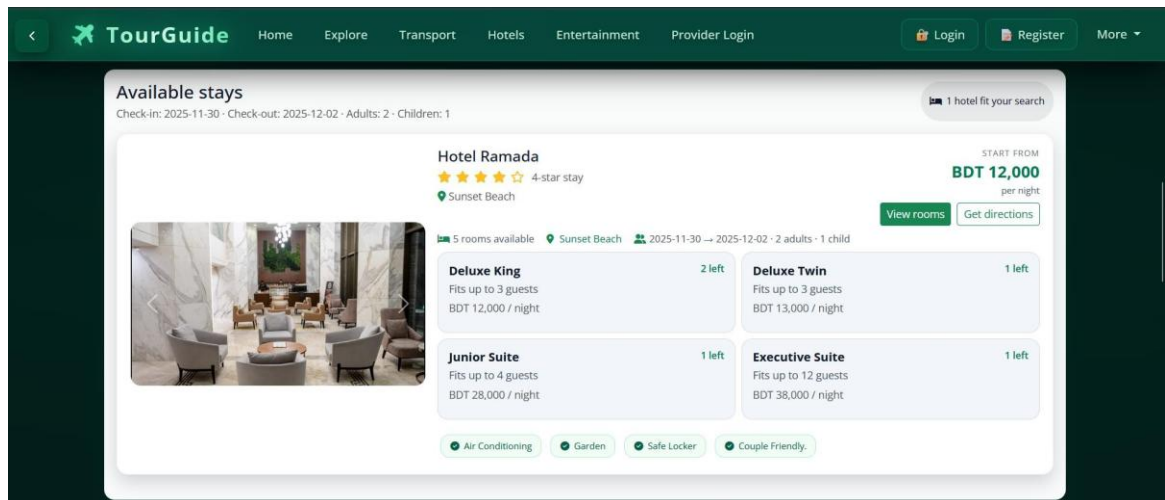 TourGuide Home Explore Transport Hotels Entertainment Provider Login Login Register More
Available stays
Check-in: 2025-11-30 · Check-out: 2025-12-02 · Adults: 2 · Children: 1
1 hotel fit your search
Hotel Ramada
4-star stay
Sunset Beach
START FROM
BDT 12,000
per night
View rooms Get directions
5 rooms available Sunset Beach 2025-11-30 → 2025-12-02 · 2 adults · 1 child
Deluxe King 2 left
Fits up to 3 guests
BDT 12,000 / night
Deluxe Twin 1 left
Fits up to 3 guests
BDT 13,000 / night
Junior Suite 1 left
Fits up to 4 guests
BDT 28,000 / night
Executive Suite 1 left
Fits up to 12 guests
BDT 38,000 / night
Air Conditioning Garden Safe Locker Couple Friendly.